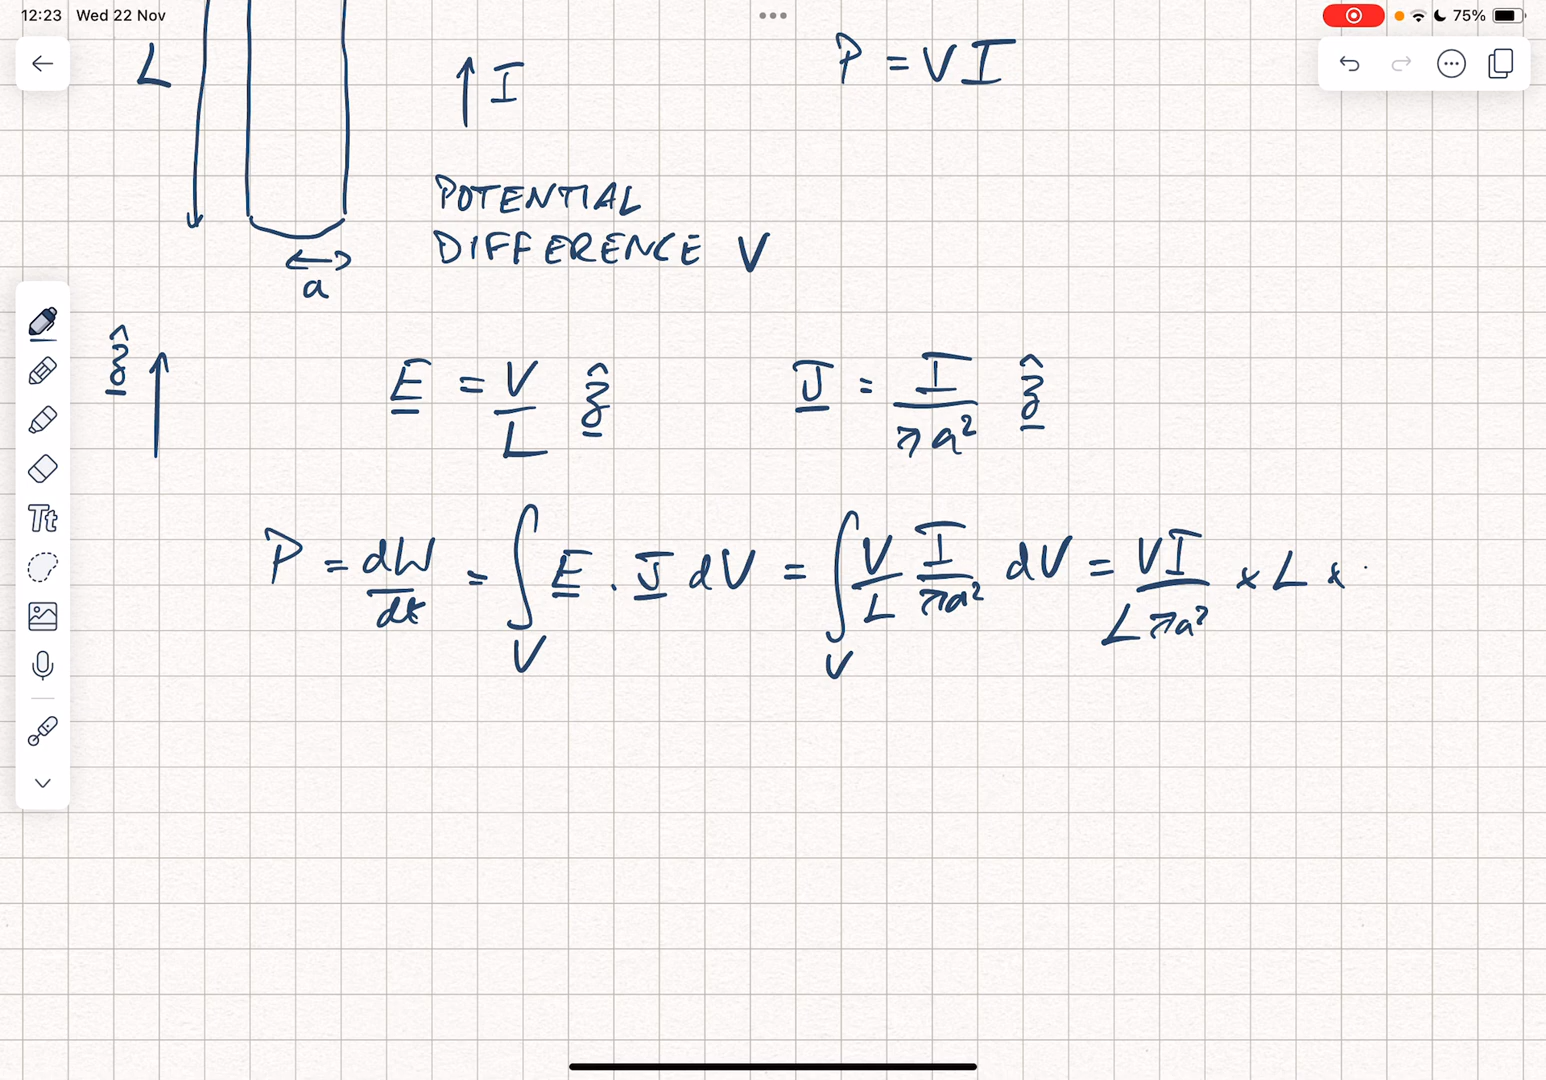 12:23 Wed 22 Nov
75%
L
↑ I
P = VI
POTENTIAL
DIFFERENCE V
a
ẑ
E = V/L ẑ
J = I/πa² ẑ
P = dW/dt = ∫_V E . J dV = ∫_V V/L I/πa² dV = VI/Lπa² × L ×
Tt